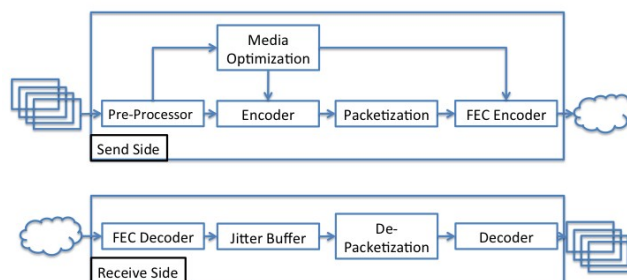 Media
Optimization
Pre-Processor
Encoder
Packetization
FEC Encoder
Send Side
FEC Decoder
Jitter Buffer
De-
Packetization
Decoder
Receive Side